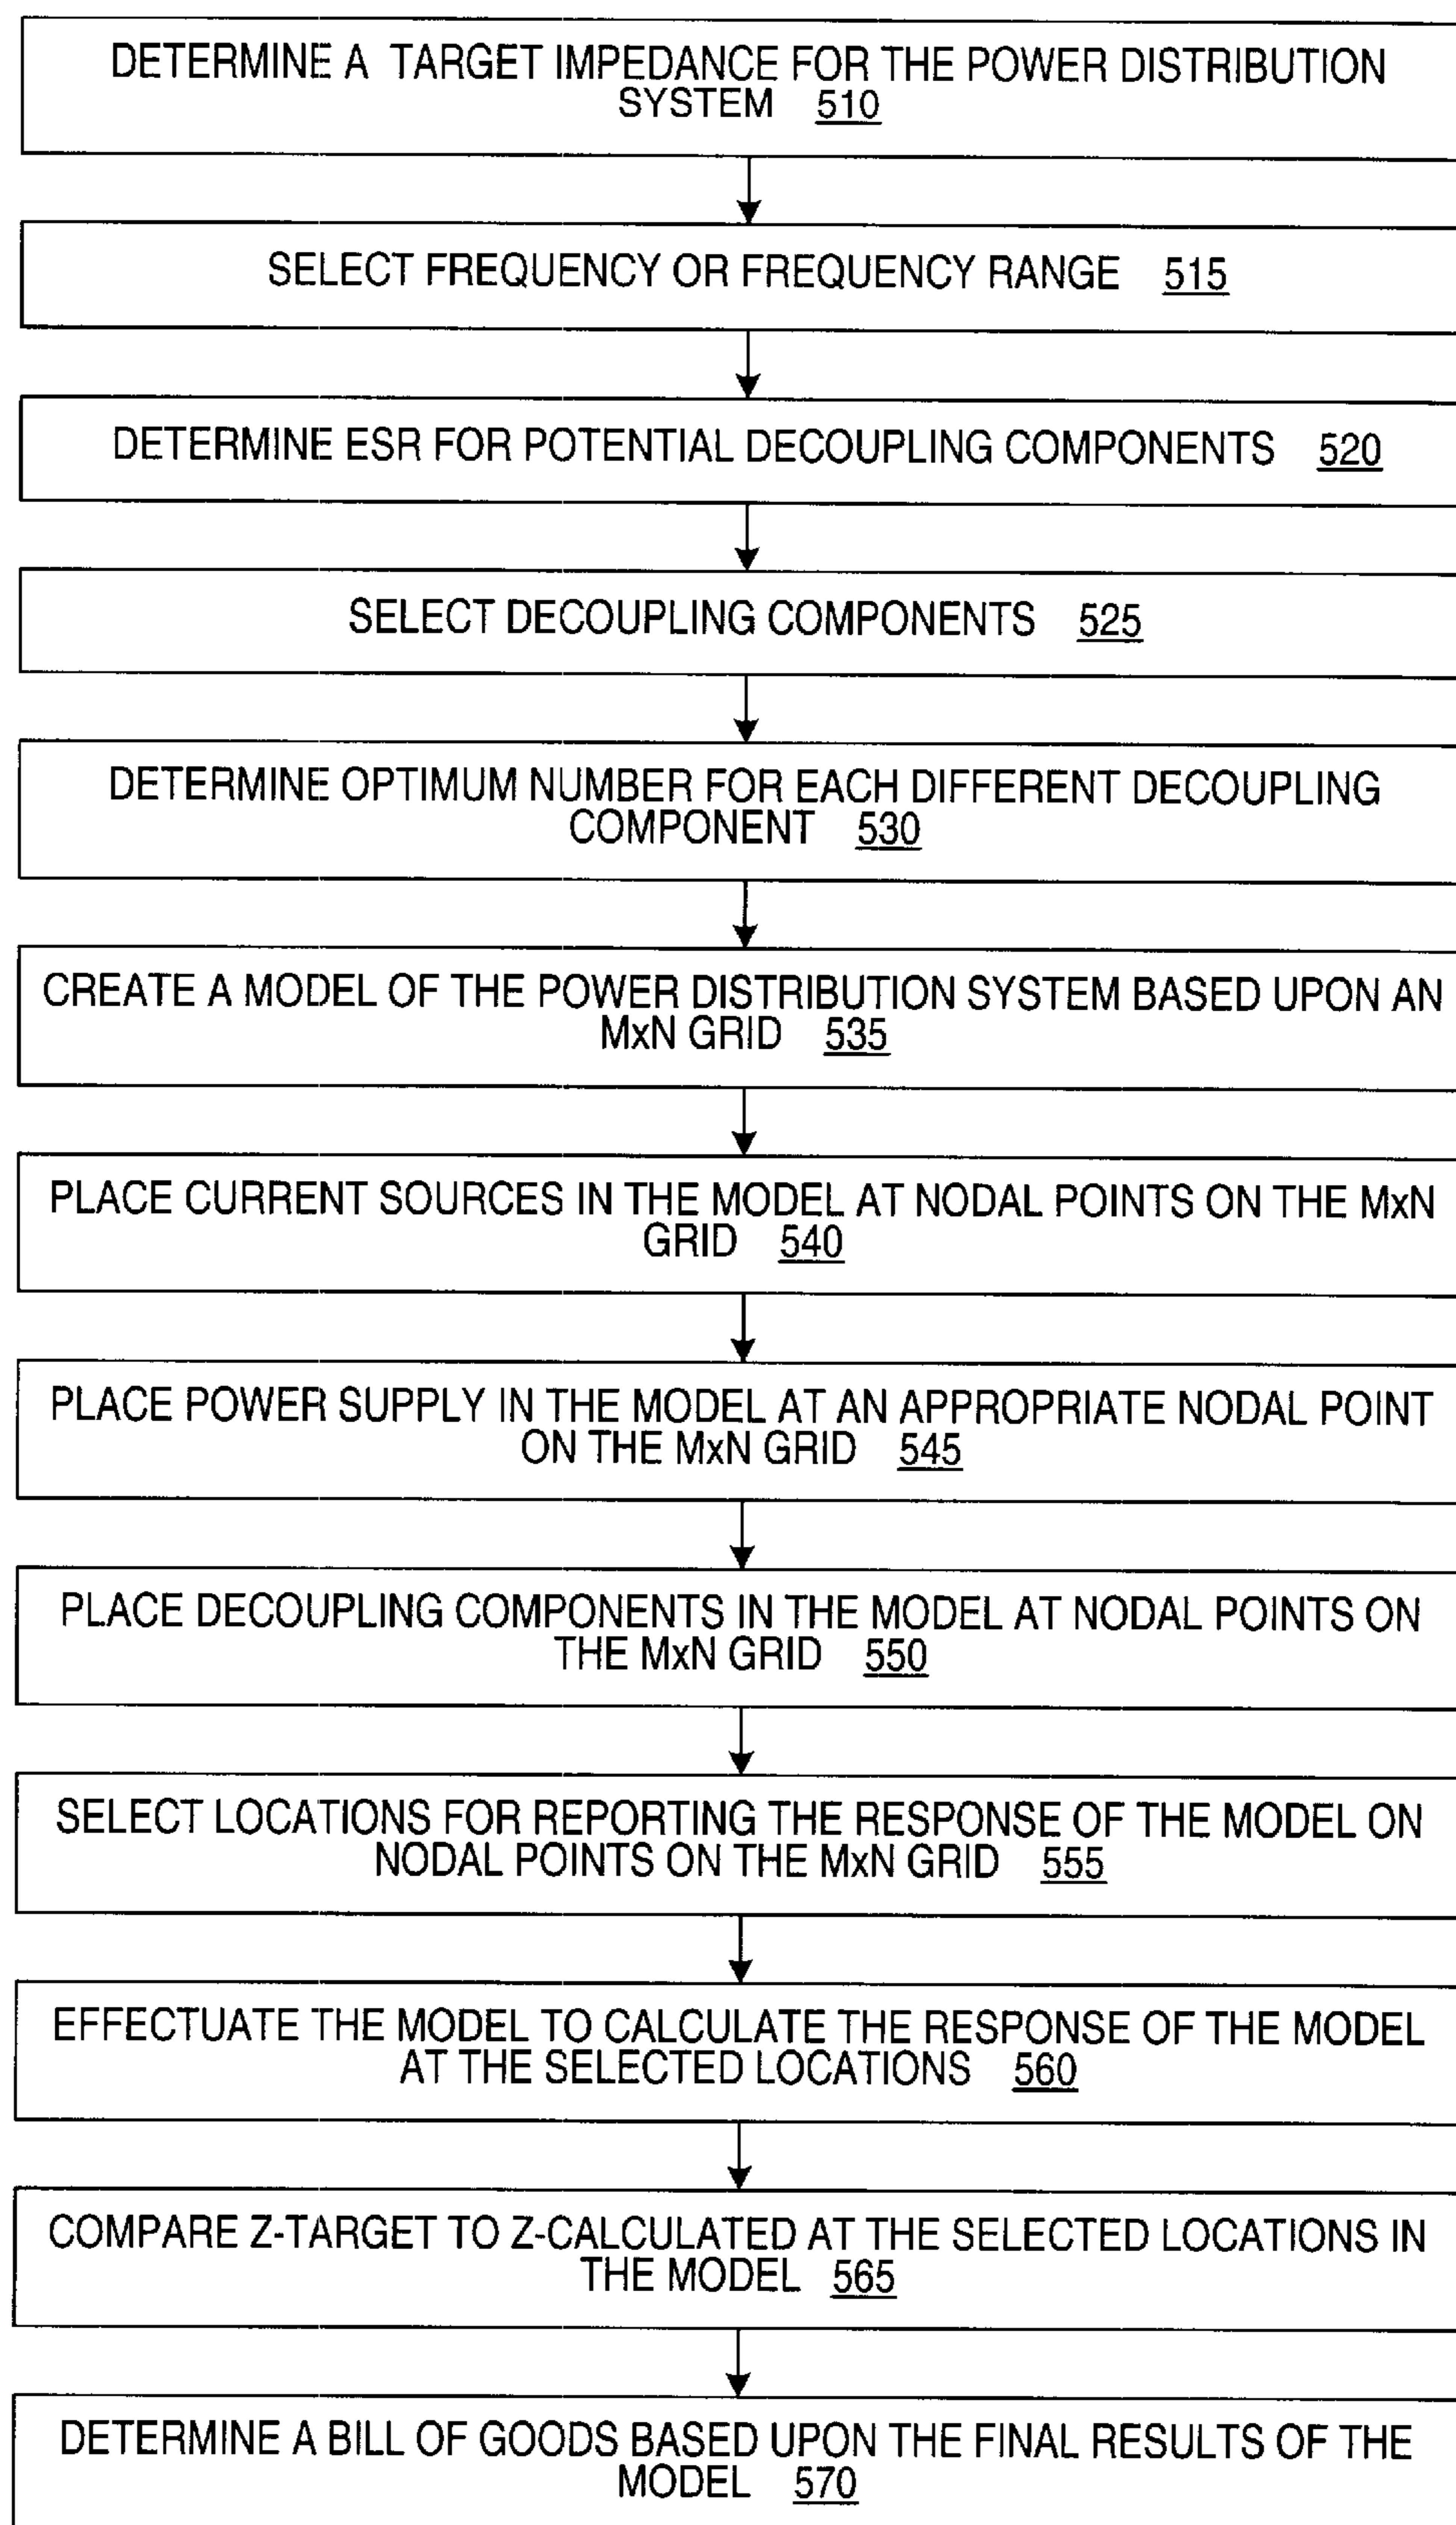 DETERMINE A TARGET IMPEDANCE FOR THE POWER DISTRIBUTION
SYSTEM 510
SELECT FREQUENCY OR FREQUENCY RANGE 515
DETERMINE ESR FOR POTENTIAL DECOUPLING COMPONENTS 520
SELECT DECOUPLING COMPONENTS 525
DETERMINE OPTIMUM NUMBER FOR EACH DIFFERENT DECOUPLING
COMPONENT 530
CREATE A MODEL OF THE POWER DISTRIBUTION SYSTEM BASED UPON AN
MxN GRID 535
PLACE CURRENT SOURCES IN THE MODEL AT NODAL POINTS ON THE MxN
GRID 540
PLACE POWER SUPPLY IN THE MODEL AT AN APPROPRIATE NODAL POINT
ON THE MxN GRID 545
PLACE DECOUPLING COMPONENTS IN THE MODEL AT NODAL POINTS ON
THE MxN GRID 550
SELECT LOCATIONS FOR REPORTING THE RESPONSE OF THE MODEL ON
NODAL POINTS ON THE MxN GRID 555
EFFECTUATE THE MODEL TO CALCULATE THE RESPONSE OF THE MODEL
AT THE SELECTED LOCATIONS 560
COMPARE Z-TARGET TO Z-CALCULATED AT THE SELECTED LOCATIONS IN
THE MODEL 565
DETERMINE A BILL OF GOODS BASED UPON THE FINAL RESULTS OF THE
MODEL 570